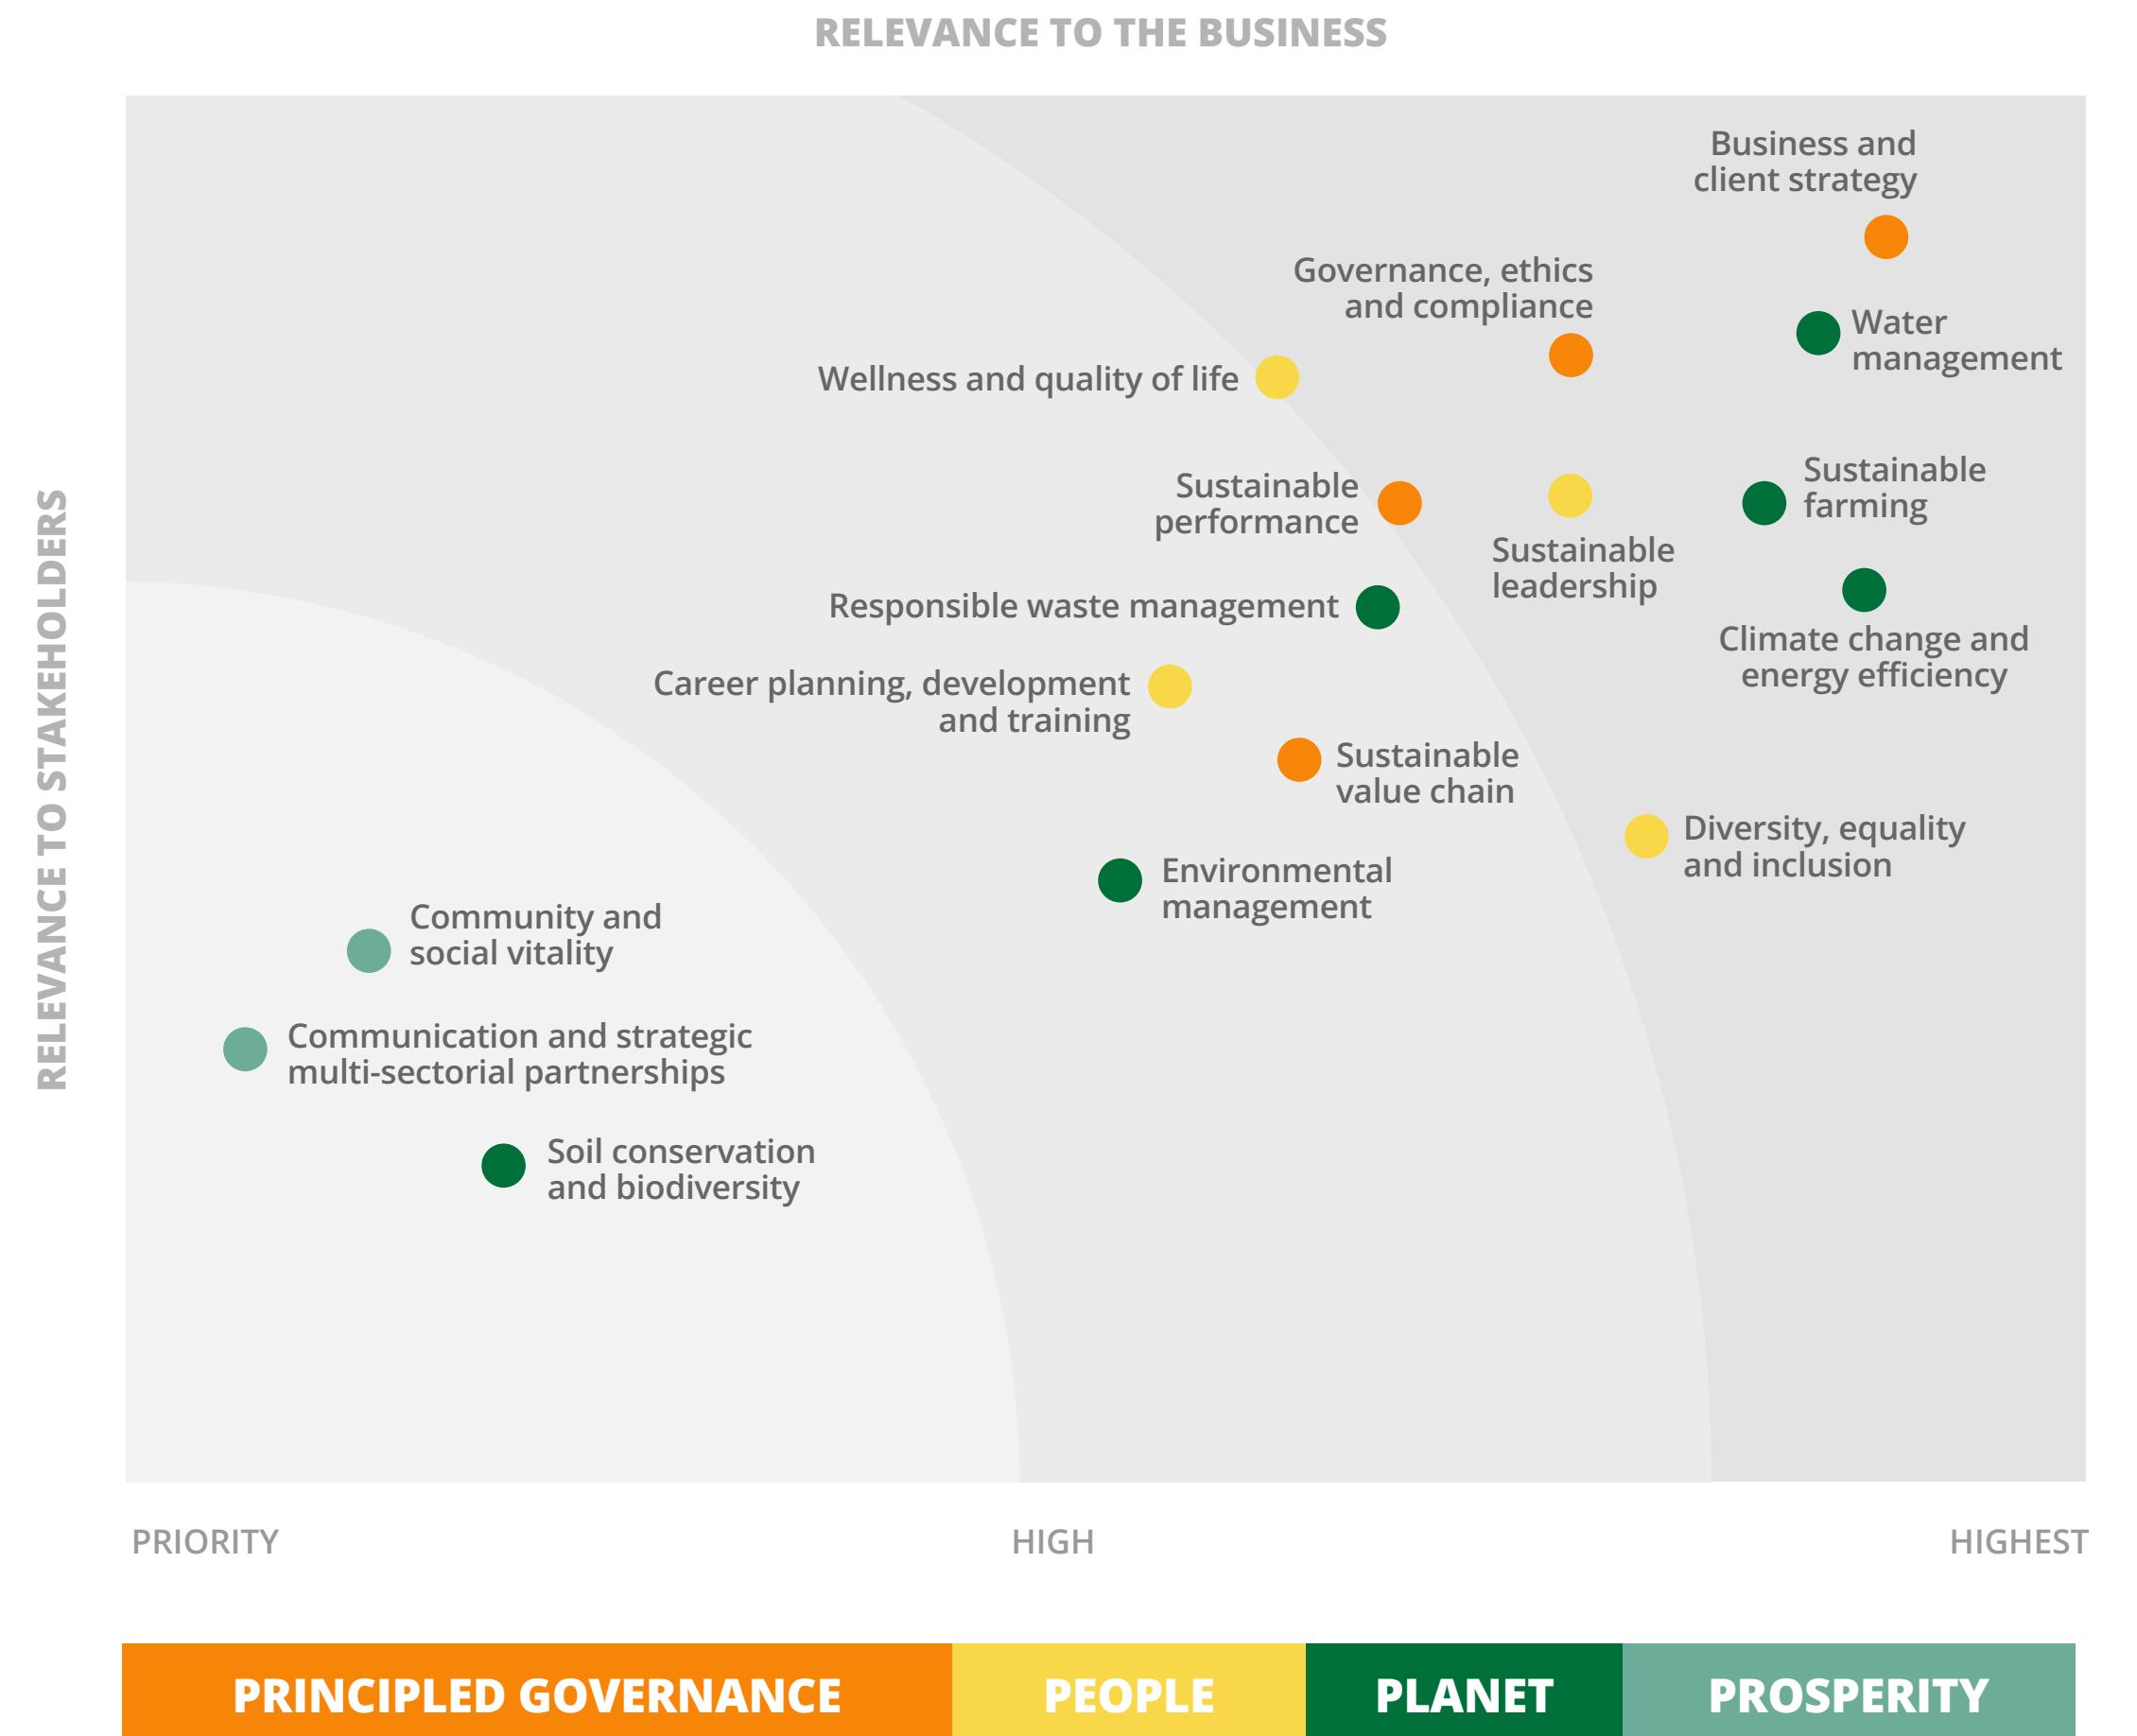 RELEVANCE TO THE BUSINESS
RELEVANCE TO STAKEHOLDERS
Business and
client strategy
Governance, ethics
and compliance
Water
management
Wellness and quality of life
Sustainable
performance
Sustainable
leadership
Sustainable
farming
Responsible waste management
Climate change and
energy efficiency
Career planning, development
and training
Sustainable
value chain
Diversity, equality
and inclusion
Environmental
management
Community and
social vitality
Communication and strategic
multi-sectorial partnerships
Soil conservation
and biodiversity
PRIORITY
HIGH
HIGHEST
PRINCIPLED GOVERNANCE
PEOPLE
PLANET
PROSPERITY